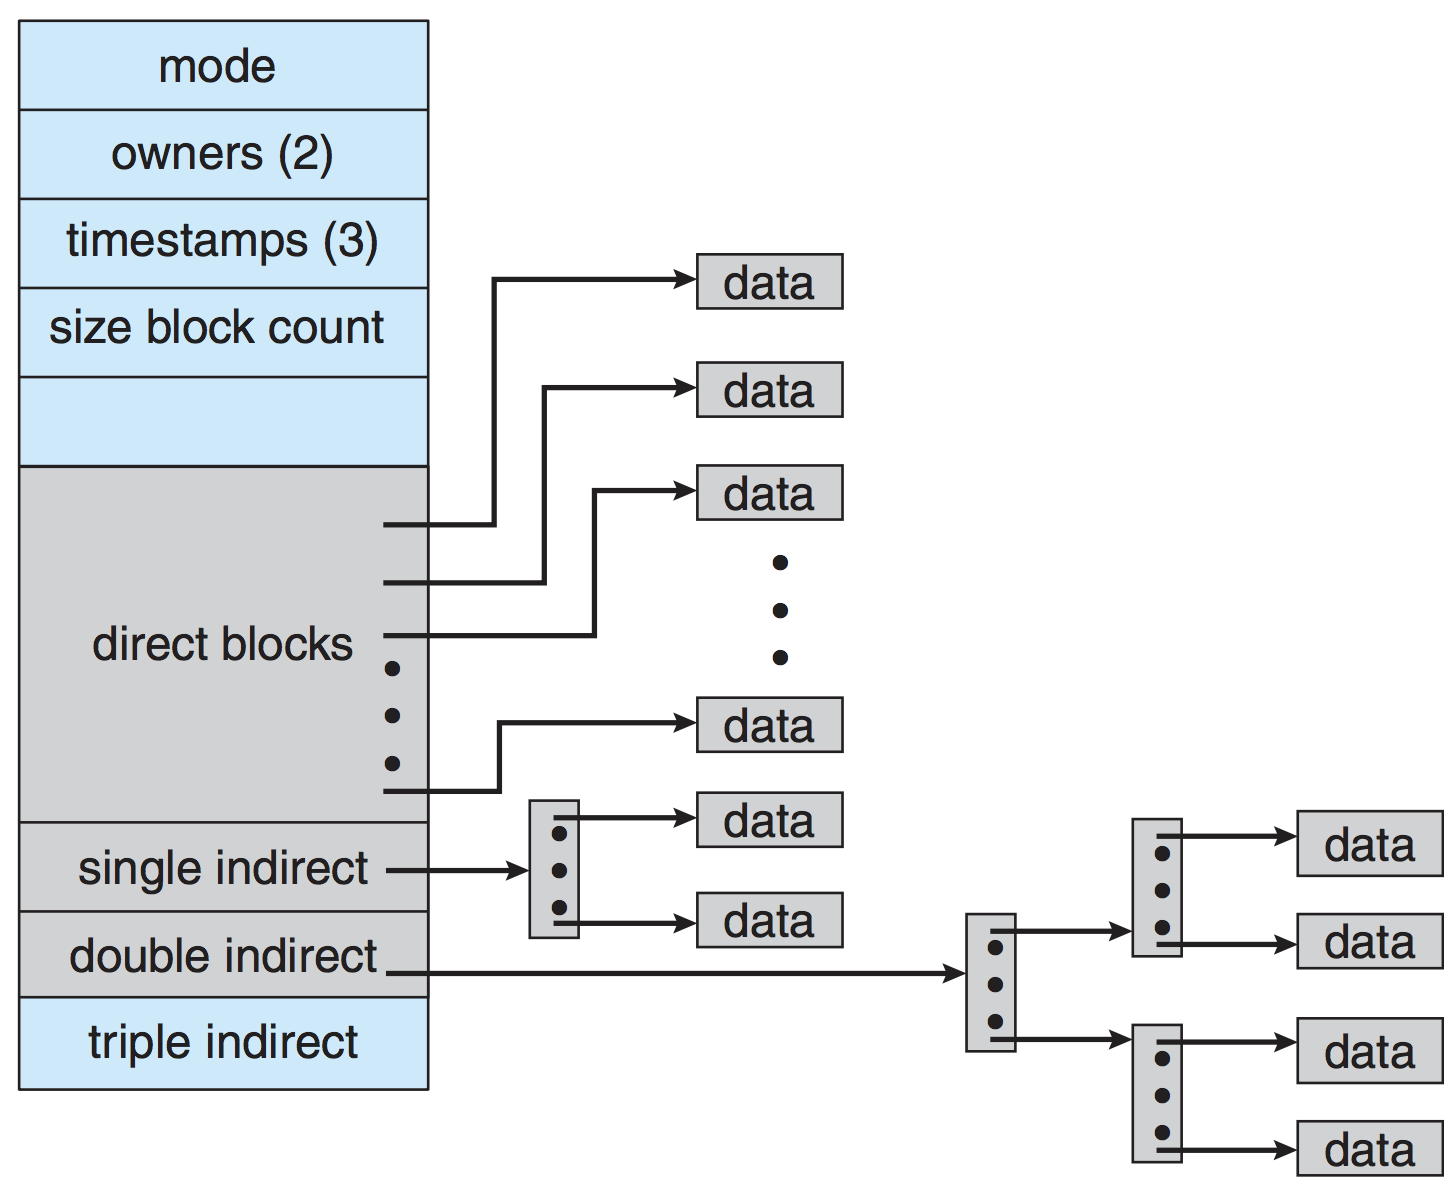 mode
owners (2)
timestamps (3)
size block count
direct blocks
single indirect
double indirect
triple indirect
data
data
data
data
data
data
data
data
data
data